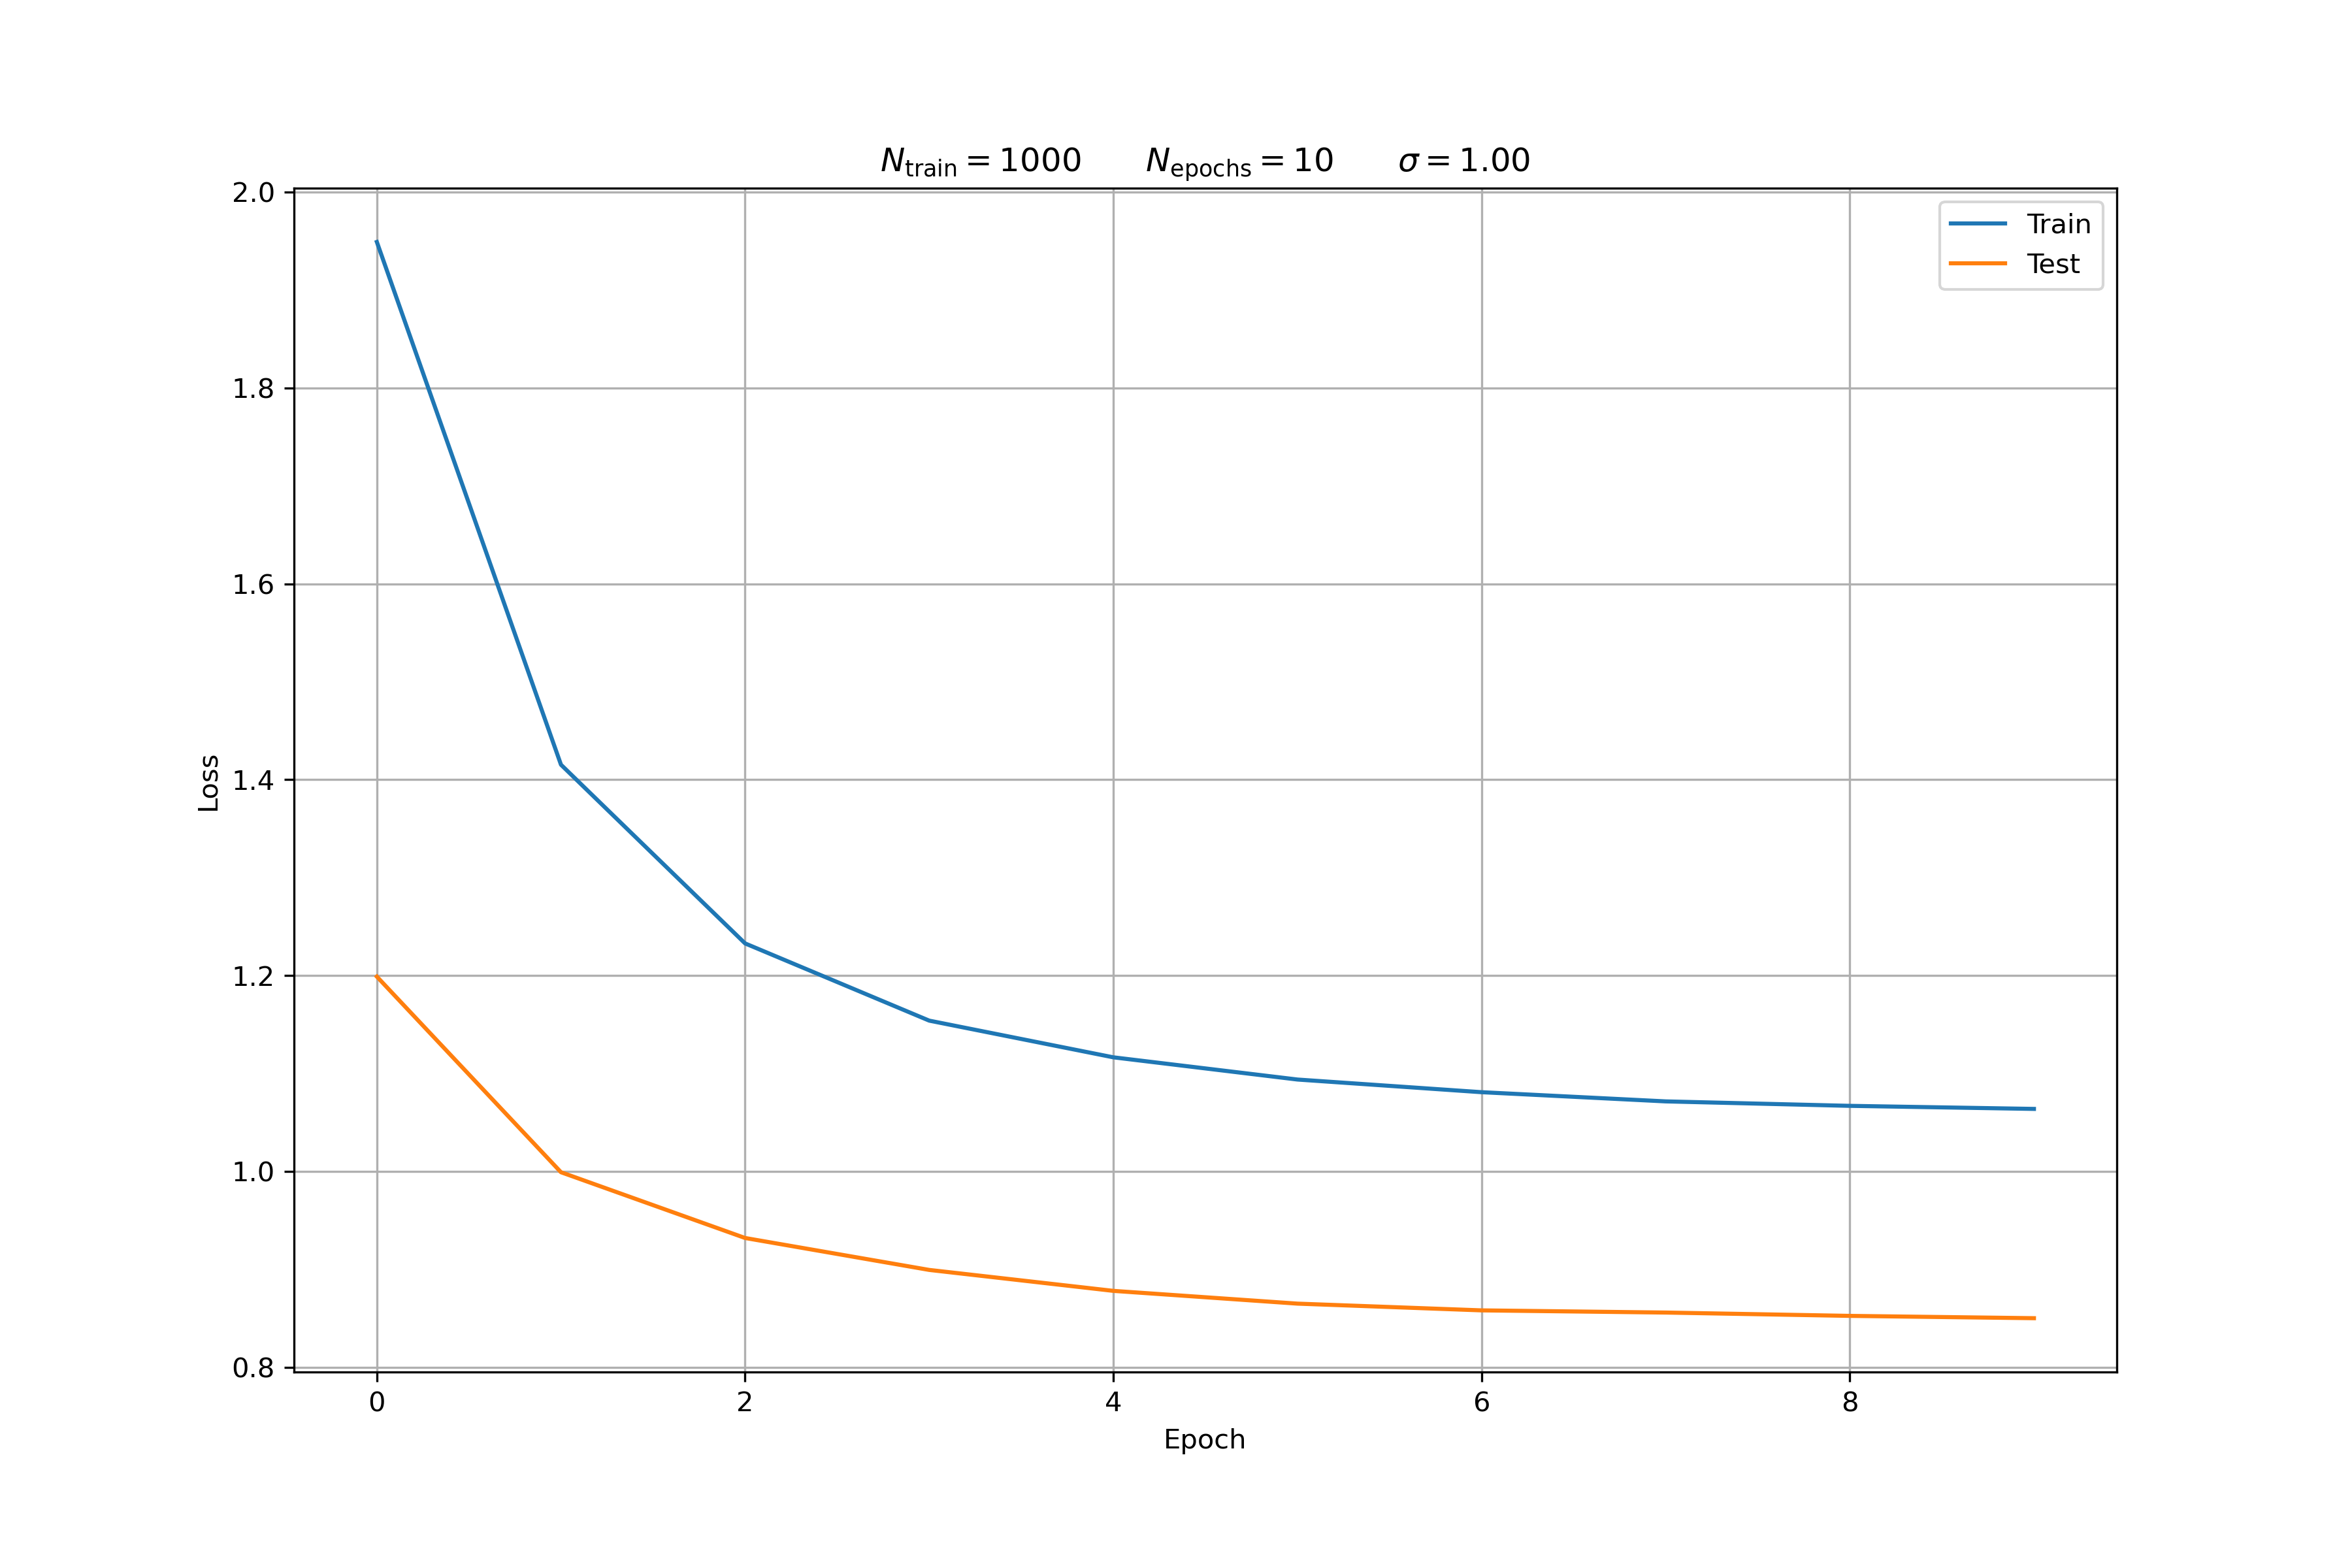 N_train = 1000 N_epochs = 10 σ = 1.00
Train
Test
2.0
1.8
1.6
1.4
1.2
1.0
0.8
Loss
0 2 4 6 8
Epoch